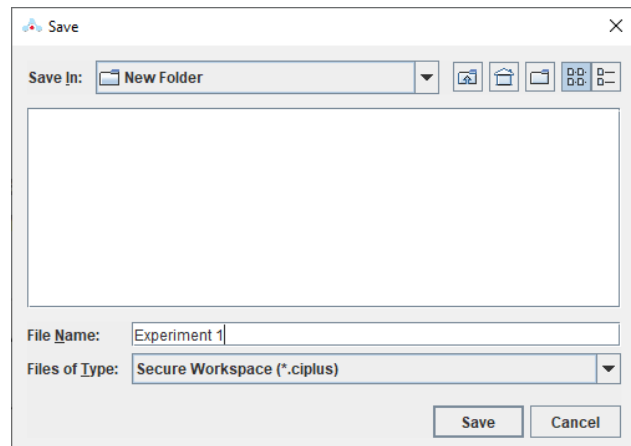 Save
Save In: New Folder
File Name: Experiment 1
Files of Type: Secure Workspace (*.ciplus)
Save Cancel